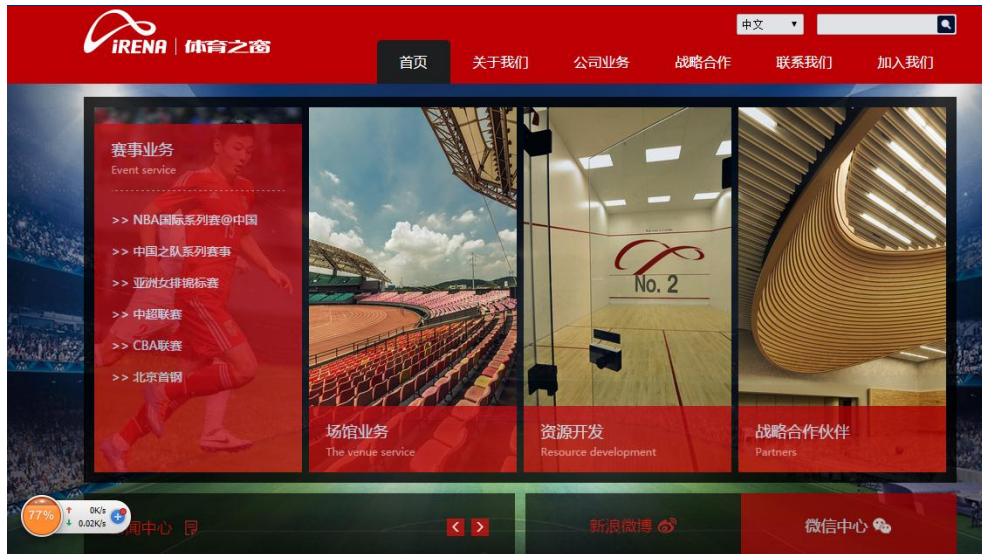 中文
iRENA 体育之窗
首页 关于我们 公司业务 战略合作 联系我们 加入我们
赛事业务
Event service
>> NBA国际系列赛@中国
>> 中国之队系列赛事
>> 亚洲女排锦标赛
>> 中超联赛
>> CBA联赛
>> 北京首钢
No. 2
场馆业务
The venue service
资源开发
Resource development
战略合作伙伴
Partners
77%
0K/s
0.02K/s
闻中心
新浪微博
微信中心